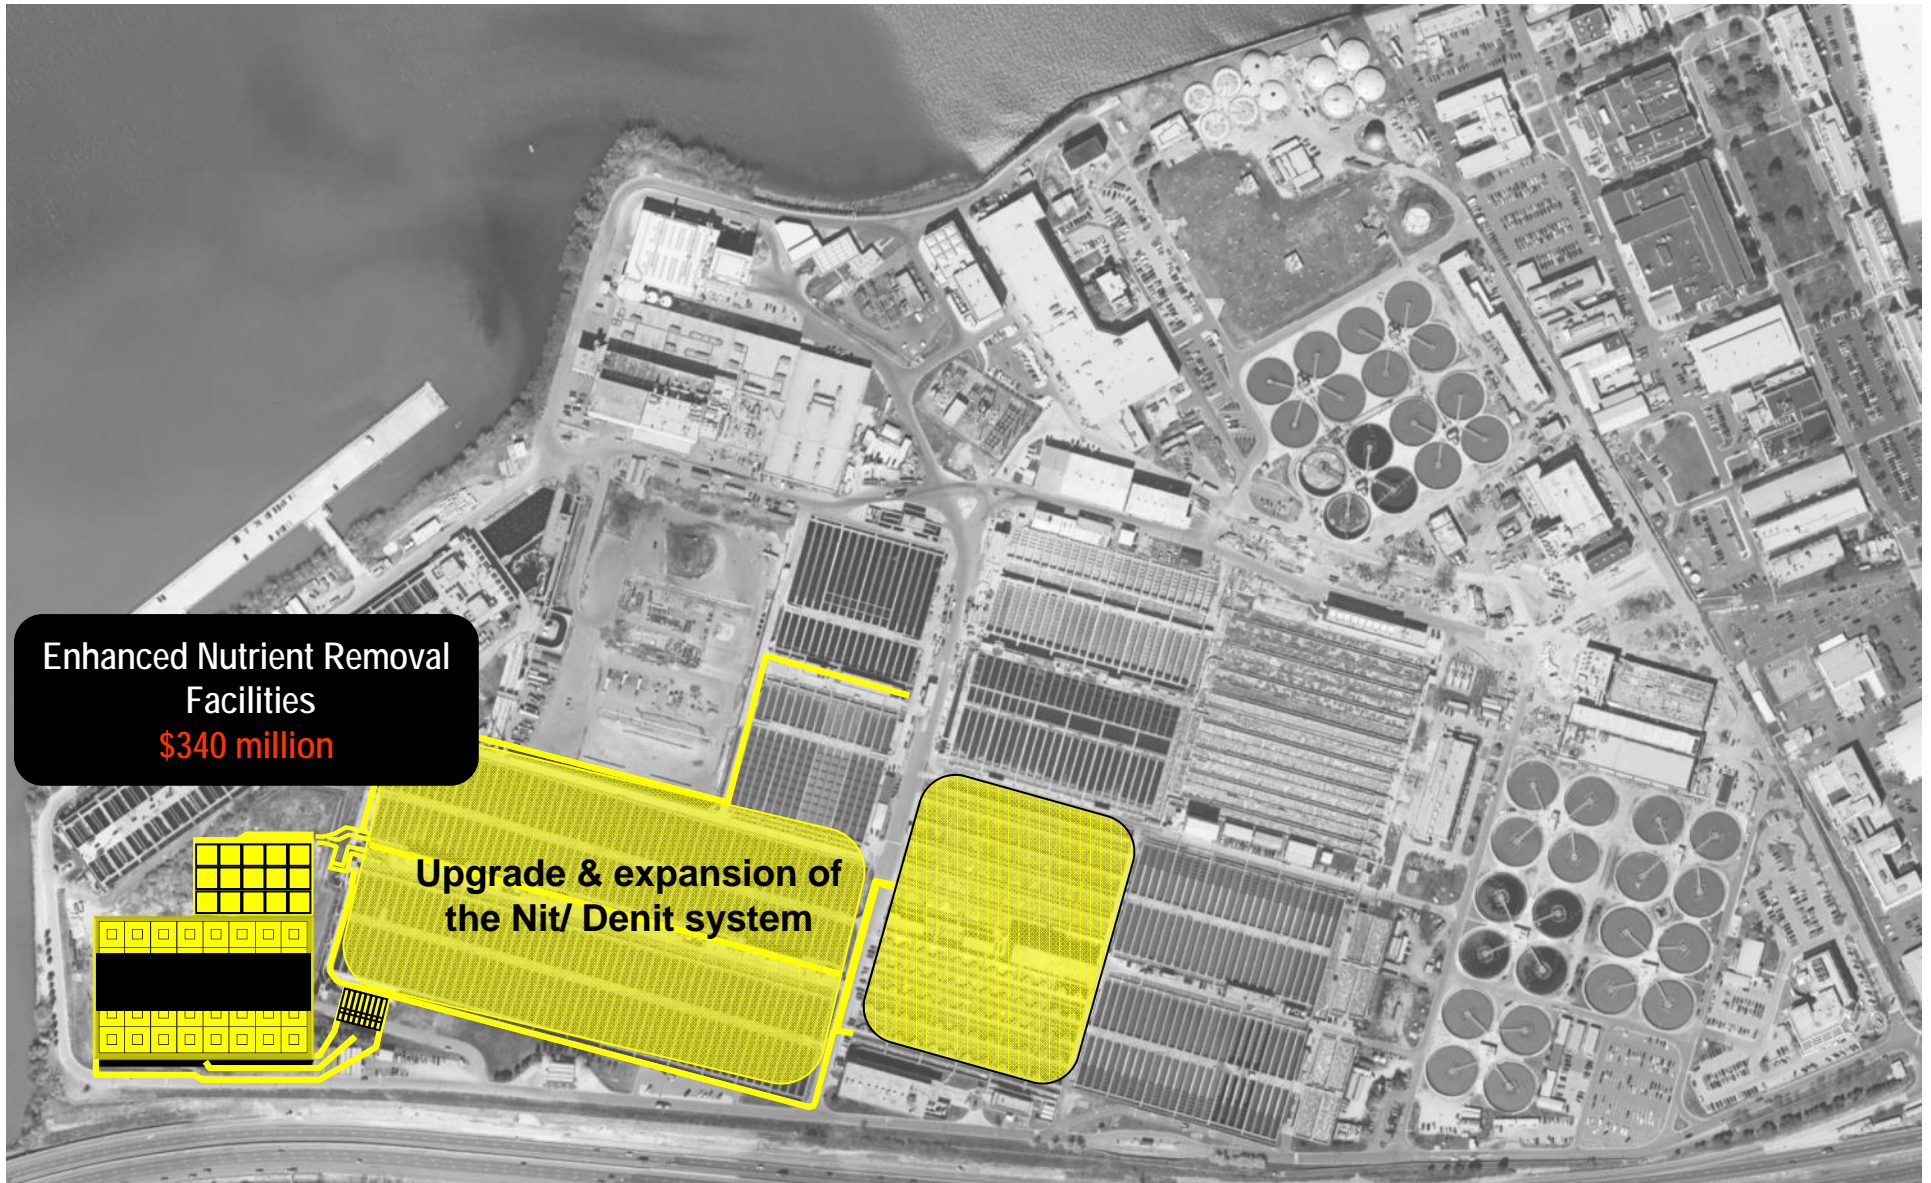 Enhanced Nutrient Removal
Facilities
$340 million
Upgrade & expansion of
the Nit/ Denit system